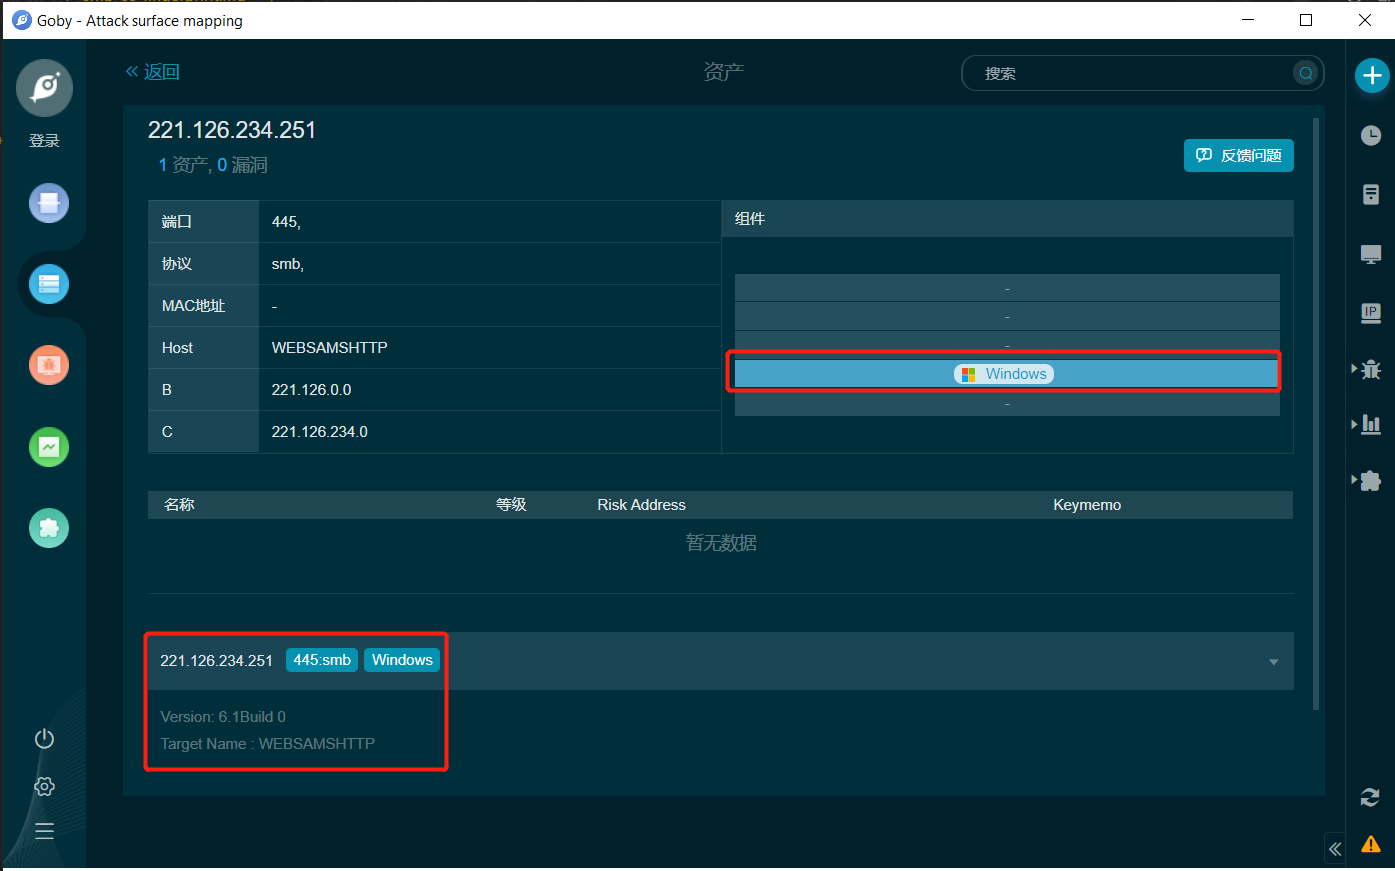 Goby - Attack surface mapping
返回
资产
搜索
登录
221.126.234.251
1 资产, 0 漏洞
反馈问题
端口 445,
协议 smb,
MAC地址 -
Host WEBSAMSHTTP
B 221.126.0.0
C 221.126.234.0
组件
-
-
-
Windows
-
IP
名称 等级 Risk Address Keymemo
暂无数据
221.126.234.251 445:smb Windows
Version: 6.1Build 0
Target Name : WEBSAMSHTTP